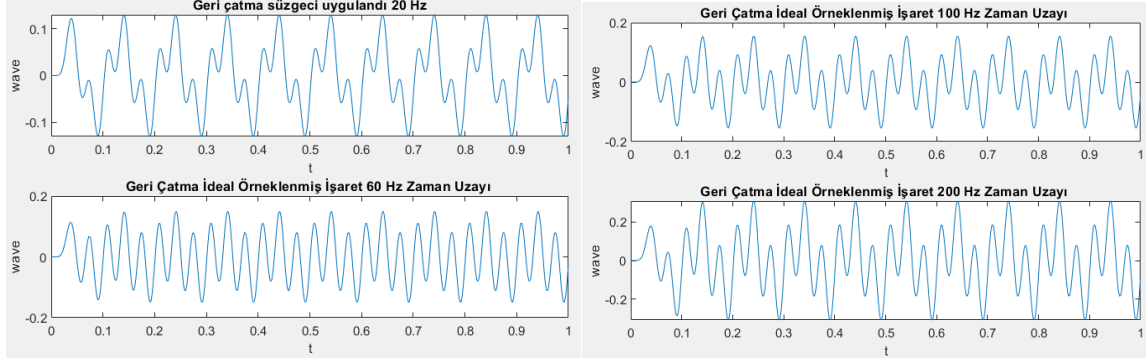 Geri çatma süzgeci uygulandı 20 Hz
0.1
0
-0.1
wave
0 0.1 0.2 0.3 0.4 0.5 0.6 0.7 0.8 0.9 1
t
Geri Çatma İdeal Örneklenmiş İşaret 60 Hz Zaman Uzayı
0.2
0
-0.2
wave
0 0.1 0.2 0.3 0.4 0.5 0.6 0.7 0.8 0.9 1
t
Geri Çatma İdeal Örneklenmiş İşaret 100 Hz Zaman Uzayı
0.2
0
-0.2
wave
0 0.1 0.2 0.3 0.4 0.5 0.6 0.7 0.8 0.9 1
t
Geri Çatma İdeal Örneklenmiş İşaret 200 Hz Zaman Uzayı
0.2
0
-0.2
wave
0 0.1 0.2 0.3 0.4 0.5 0.6 0.7 0.8 0.9 1
t